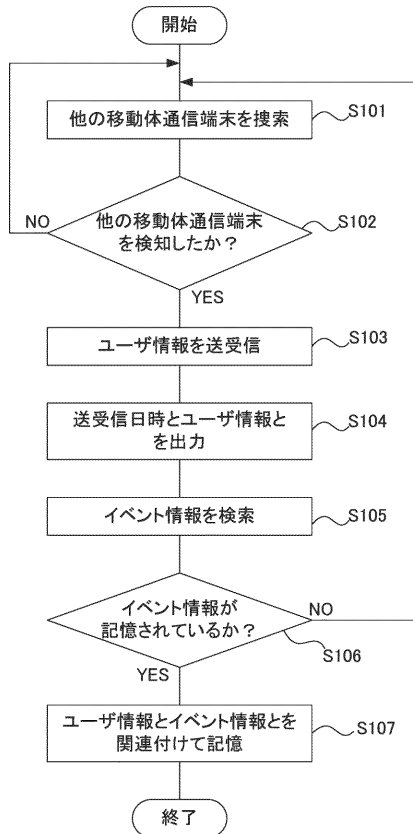 開始
他の移動体通信端末を捜索
S101
NO
他の移動体通信端末
を検知したか？
S102
YES
ユーザ情報を送受信
S103
送受信日時とユーザ情報と
を出力
S104
イベント情報を検索
S105
イベント情報が
記憶されているか？
NO
S106
YES
ユーザ情報とイベント情報とを
関連付けて記憶
S107
終了